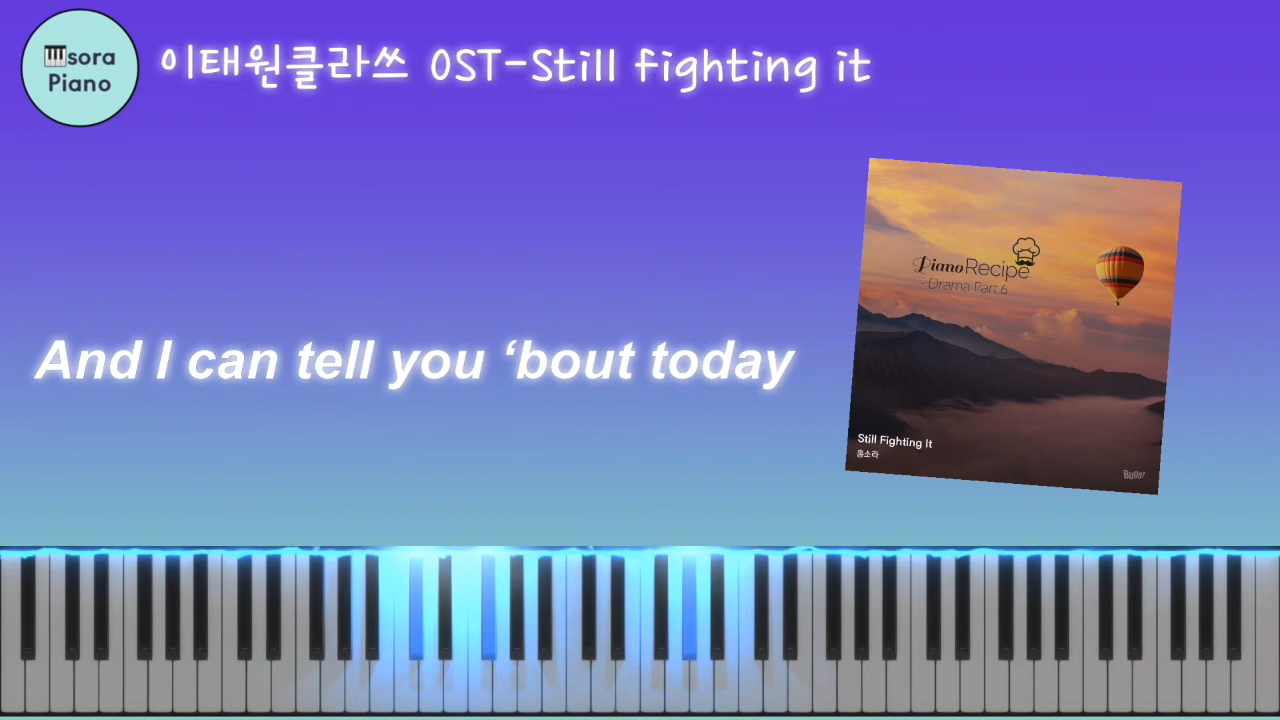 sora
Piano
이태원클라쓰 OST-Still fighting it
Piano Recipe
- Drama Part.6
And I can tell you ‘bout today
Still Fighting It
홍소라
Bugs!